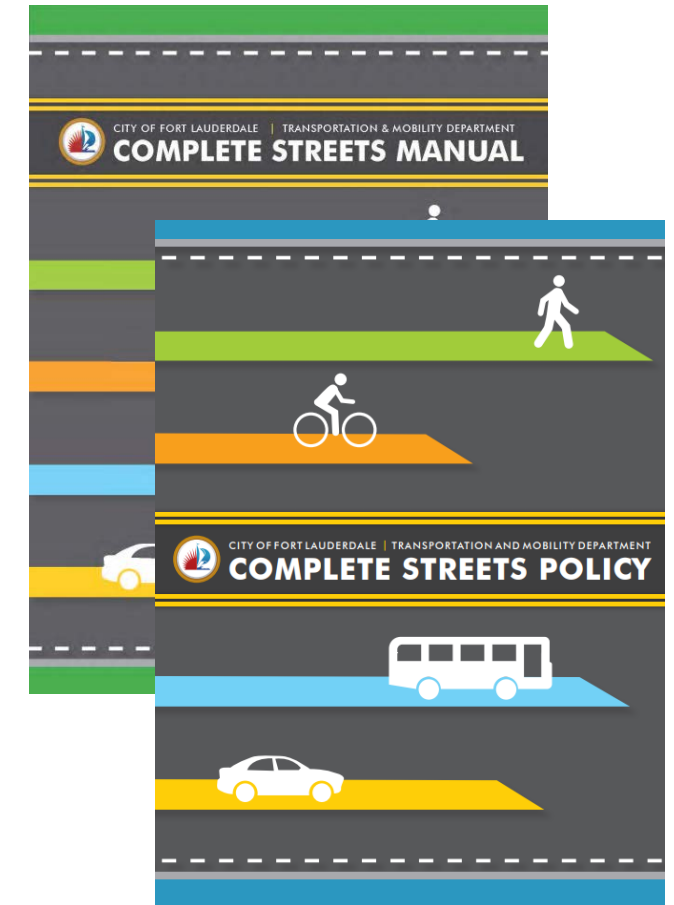 CITY OF FORT LAUDERDALE | TRANSPORTATION & MOBILITY DEPARTMENT
COMPLETE STREETS MANUAL
CITY OF FORT LAUDERDALE | TRANSPORTATION AND MOBILITY DEPARTMENT
COMPLETE STREETS POLICY